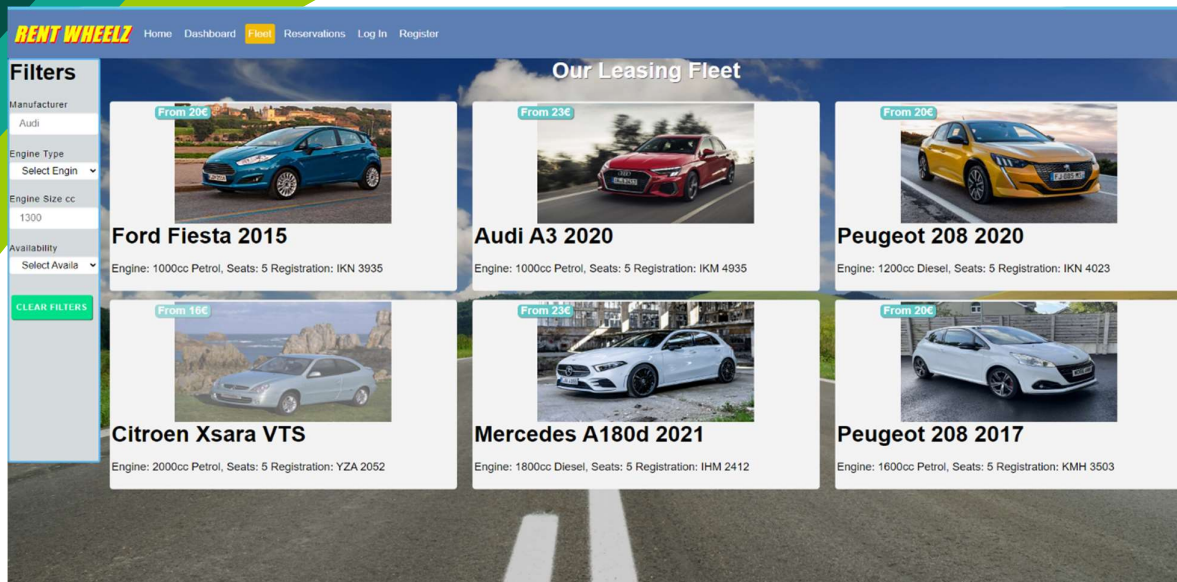 RENT WHEELZ Home Dashboard Fleet Reservations Log In Register
Filters
Manufacturer
Audi
Engine Type
Select Engin
Engine Size cc
1300
Availability
Select Availa
CLEAR FILTERS
Our Leasing Fleet
From 20€
Ford Fiesta 2015
Engine: 1000cc Petrol, Seats: 5 Registration: IKN 3935
From 23€
Audi A3 2020
Engine: 1000cc Petrol, Seats: 5 Registration: IKM 4935
From 20€
Peugeot 208 2020
Engine: 1200cc Diesel, Seats: 5 Registration: IKN 4023
From 16€
Citroen Xsara VTS
Engine: 2000cc Petrol, Seats: 5 Registration: YZA 2052
From 23€
Mercedes A180d 2021
Engine: 1800cc Diesel, Seats: 5 Registration: IHM 2412
From 20€
Peugeot 208 2017
Engine: 1600cc Petrol, Seats: 5 Registration: KMH 3503